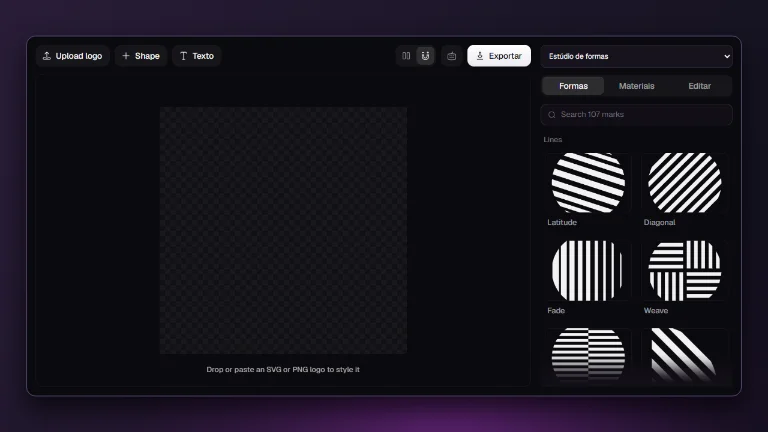 Upload logo
Shape
Texto
Exportar
Estúdio de formas
Formas
Materiais
Editar
Search 107 marks
Lines
Latitude
Diagonal
Fade
Weave
Drop or paste an SVG or PNG logo to style it